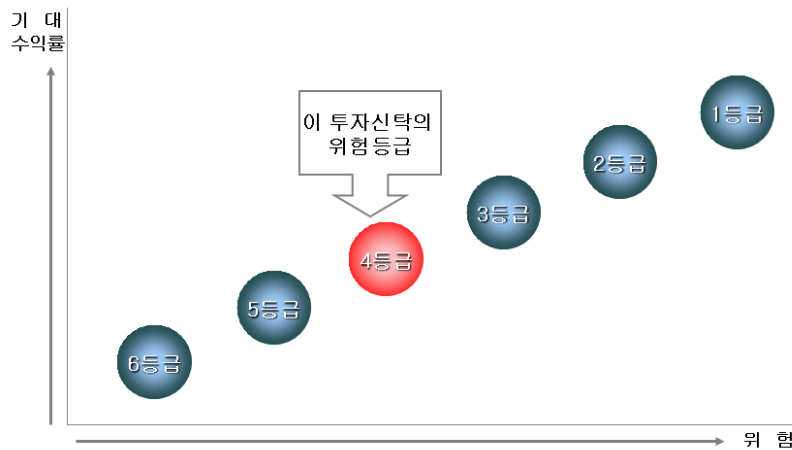 기 대
수익률
이 투자신탁의
위험등급
1등급
2등급
3등급
4등급
5등급
6등급
위 험